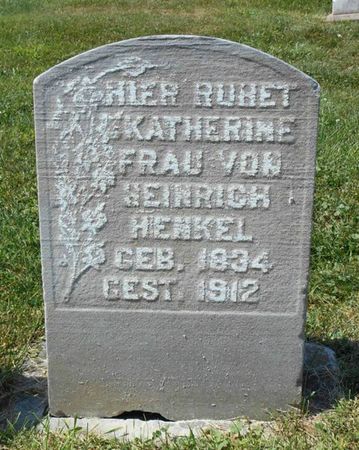 HIER RUHET
KATHERINE
FRAU VON
HEINRICH
HENKEL
GEB. 1834
GEST. 1912